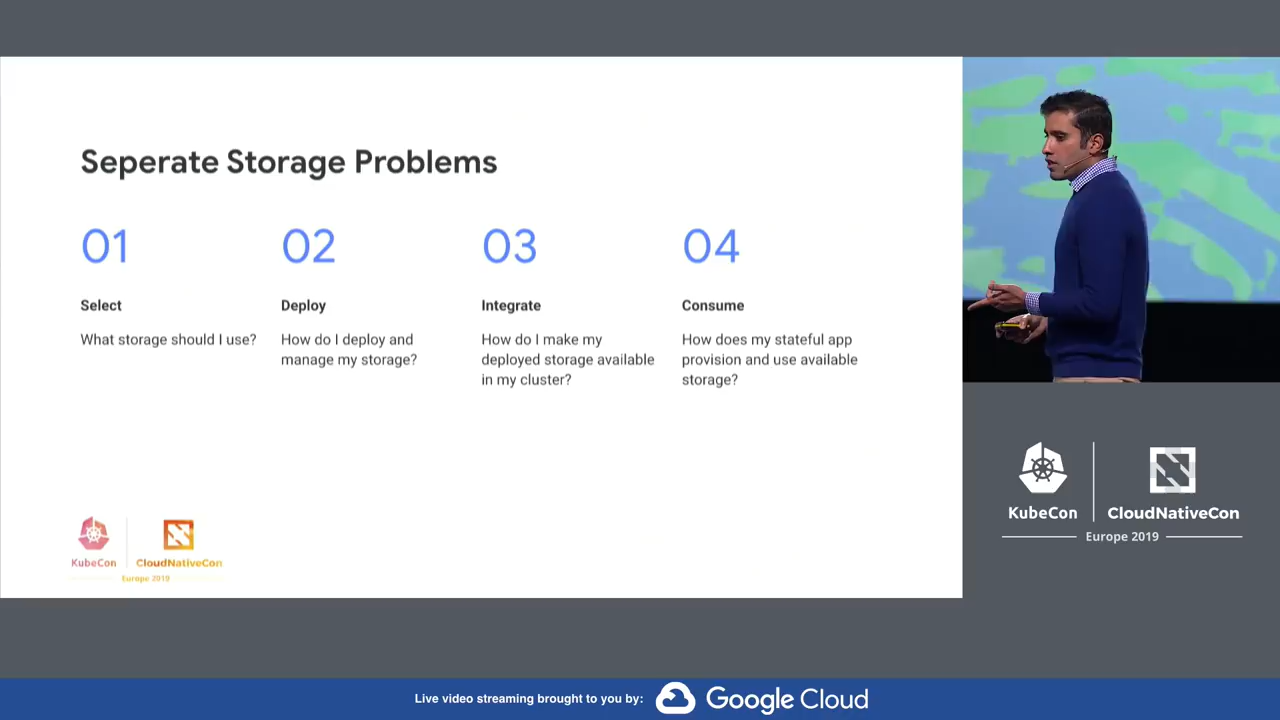 Seperate Storage Problems
01
Select
What storage should I use?
02
Deploy
How do I deploy and
manage my storage?
03
Integrate
How do I make my
deployed storage available
in my cluster?
04
Consume
How does my stateful app
provision and use available
storage?
KubeCon
CloudNativeCon
Europe 2019
KubeCon
CloudNativeCon
Europe 2019
Live video streaming brought to you by:
Google Cloud